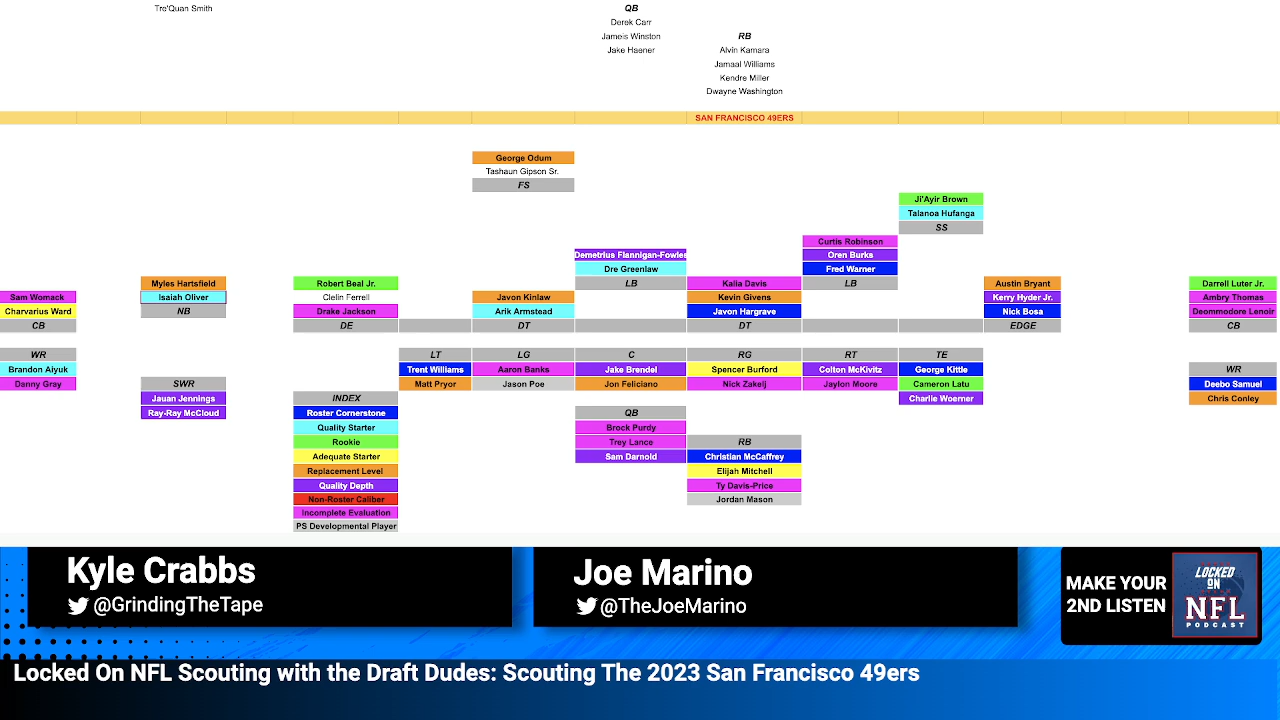 Tre'Quan Smith
QB
Derek Carr
Jameis Winston
Jake Haener
RB
Alvin Kamara
Jamaal Williams
Kendre Miller
Dwayne Washington
SAN FRANCISCO 49ERS
George Odum
Tashaun Gipson Sr.
FS
Ji'Ayir Brown
Talanoa Hufanga
SS
Demetrius Flannigan-Fowles
Dre Greenlaw
LB
Curtis Robinson
Oren Burks
Fred Warner
LB
Sam Womack
Charvarius Ward
CB
Myles Hartsfield
Isaiah Oliver
NB
Robert Beal Jr.
Clelin Ferrell
Drake Jackson
DE
Javon Kinlaw
Arik Armstead
DT
Kalia Davis
Kevin Givens
Javon Hargrave
DT
Austin Bryant
Kerry Hyder Jr.
Nick Bosa
EDGE
Darrell Luter Jr.
Ambry Thomas
Deommodore Lenoir
CB
WR
Brandon Aiyuk
Danny Gray
SWR
Jauan Jennings
Ray-Ray McCloud
LT
Trent Williams
Matt Pryor
LG
Aaron Banks
Jason Poe
C
Jake Brendel
Jon Feliciano
RG
Spencer Burford
Nick Zakelj
RT
Colton McKivitz
Jaylon Moore
TE
George Kittle
Cameron Latu
Charlie Woerner
WR
Deebo Samuel
Chris Conley
INDEX
Roster Cornerstone
Quality Starter
Rookie
Adequate Starter
Replacement Level
Quality Depth
Non-Roster Caliber
Incomplete Evaluation
PS Developmental Player
QB
Brock Purdy
Trey Lance
Sam Darnold
RB
Christian McCaffrey
Elijah Mitchell
Ty Davis-Price
Jordan Mason
Kyle Crabbs
@GrindingTheTape
Joe Marino
@TheJoeMarino
MAKE YOUR
2ND LISTEN
LOCKED
ON
NFL
PODCAST
Locked On NFL Scouting with the Draft Dudes: Scouting The 2023 San Francisco 49ers